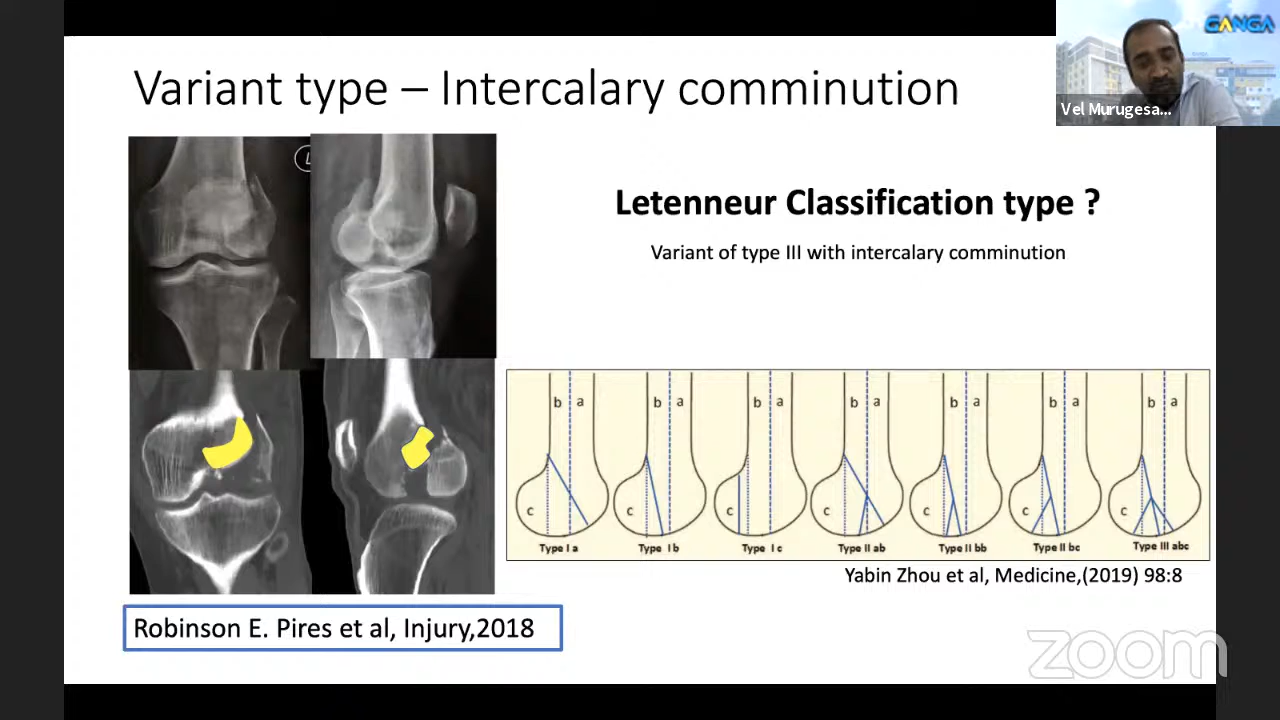 GANGA
Vel Murugesa...
Variant type – Intercalary comminution
L
Letenneur Classification type ?
Variant of type III with intercalary comminution
b a b a b a b a b a b a b a
c c c c c c c
Type I a Type I b Type I c Type II ab Type II bb Type II bc Type III abc
Yabin Zhou et al, Medicine,(2019) 98:8
Robinson E. Pires et al, Injury,2018
zoom